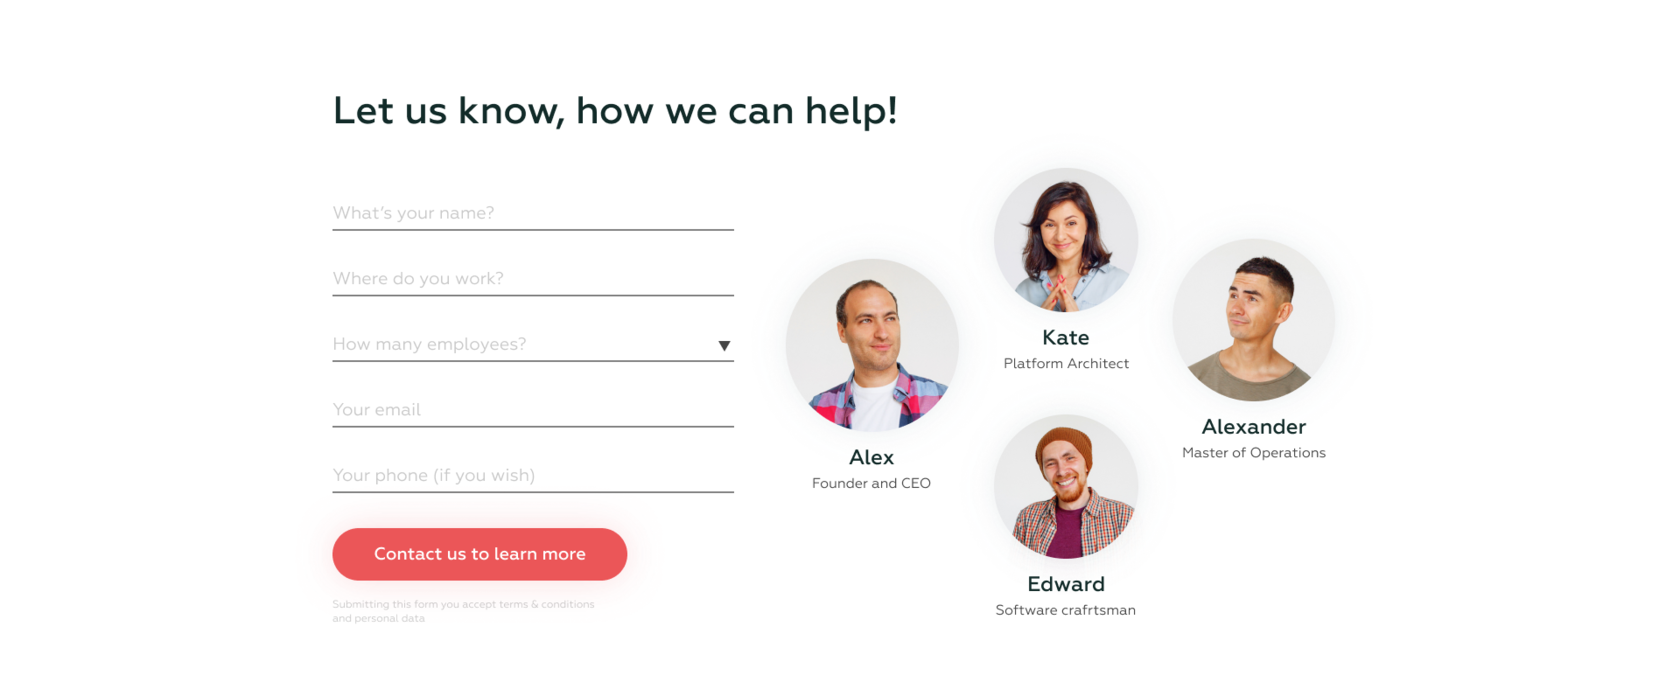 Let us know, how we can help!
What's your name?
Where do you work?
How many employees?
Your email
Your phone (if you wish)
Contact us to learn more
Submitting this form you accept terms & conditions
and personal data
Alex
Founder and CEO
Kate
Platform Architect
Edward
Software crafrtsman
Alexander
Master of Operations